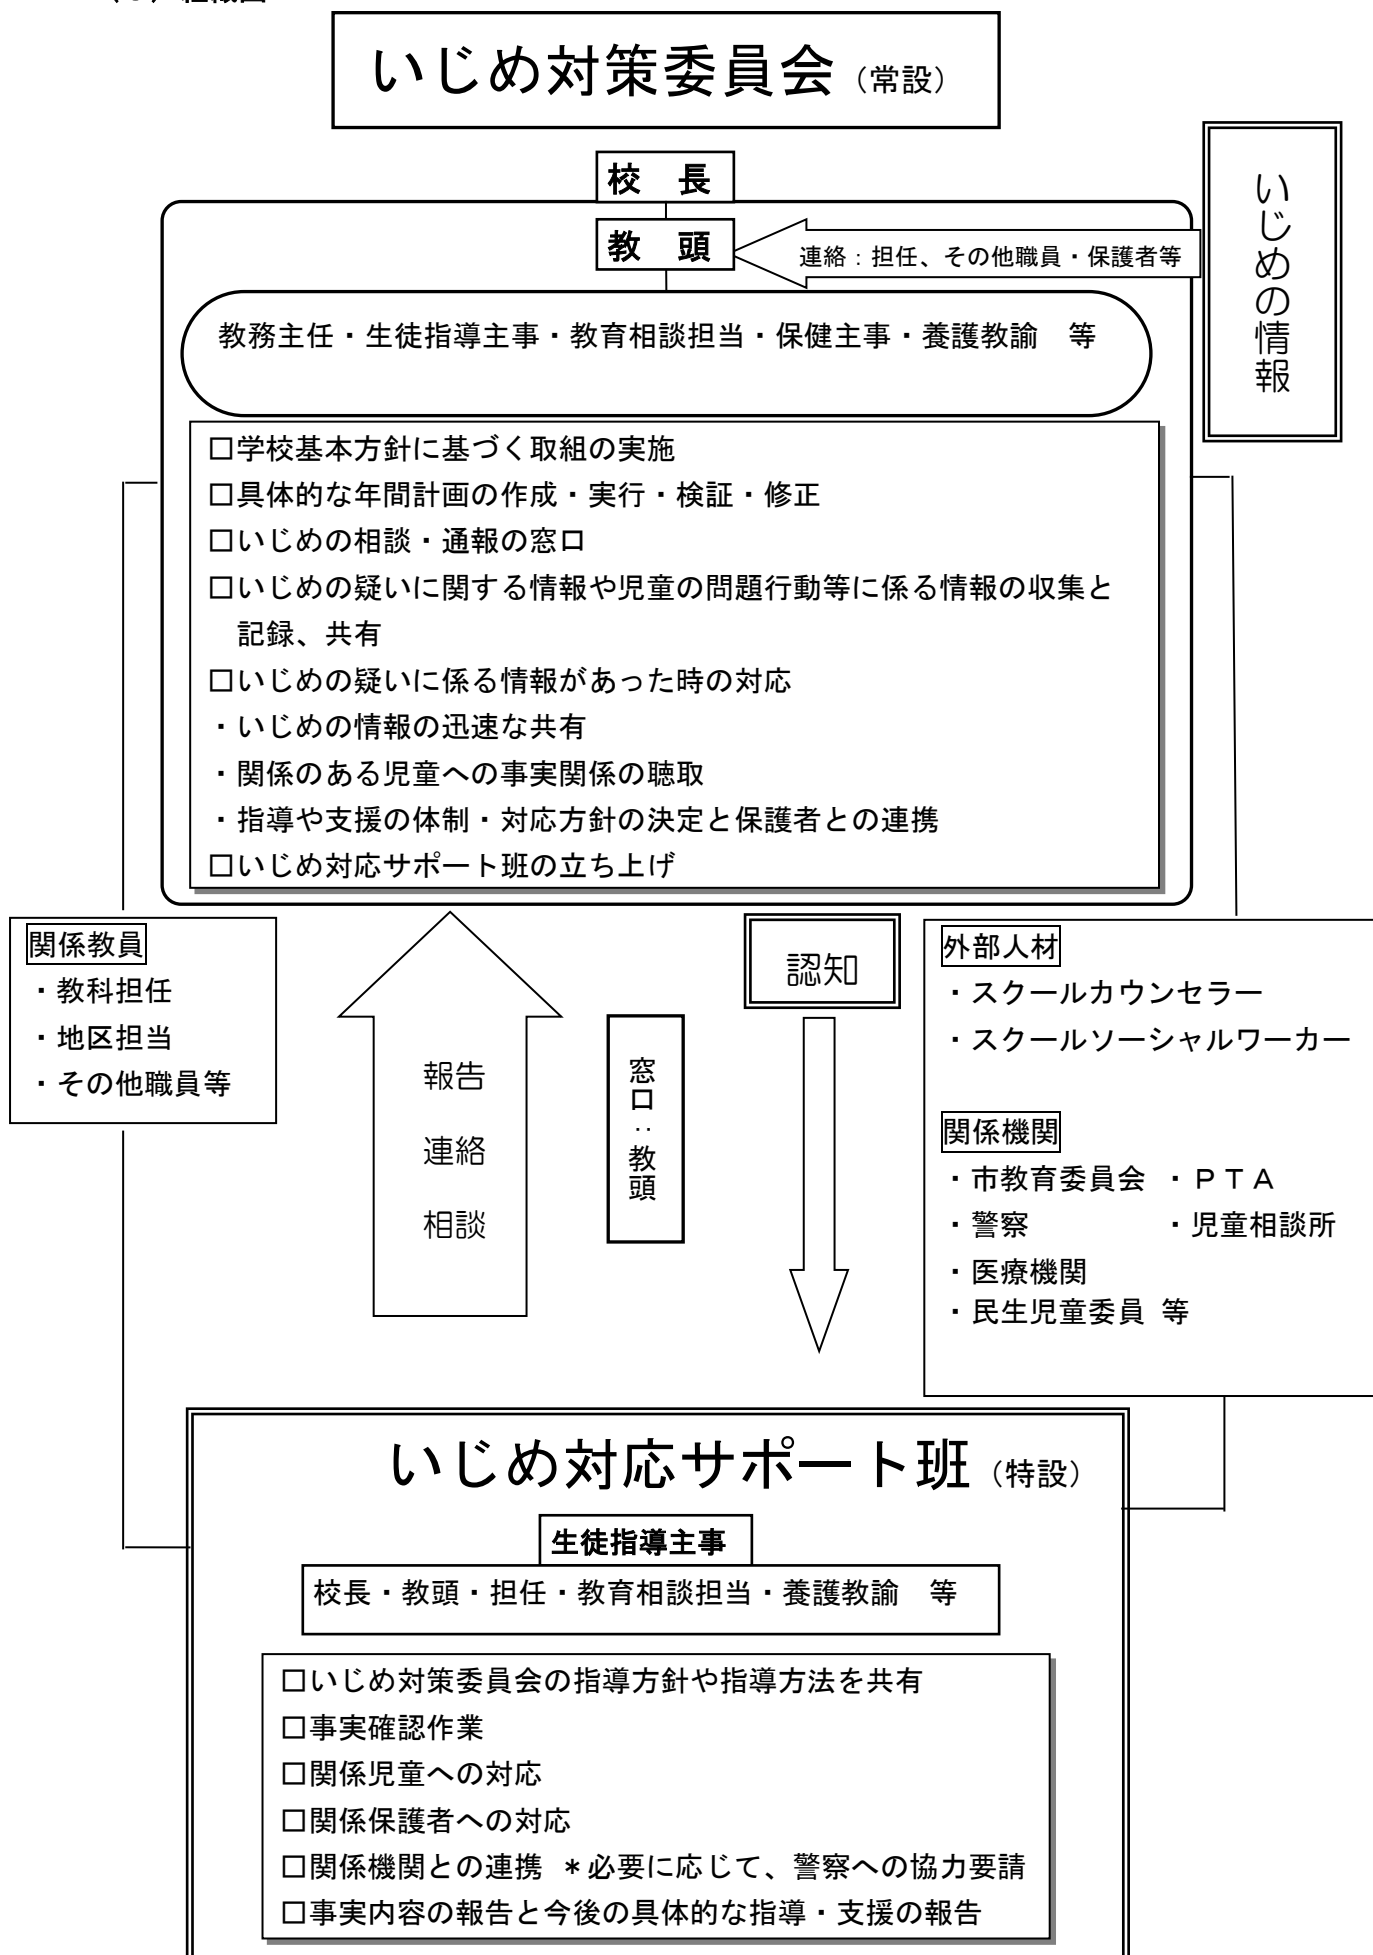 いじめ対策委員会（常設）
校　長
教　頭
連絡：担任、その他職員・保護者等
いじめの情報
教務主任・生徒指導主事・教育相談担当・保健主事・養護教諭　等
□学校基本方針に基づく取組の実施
□具体的な年間計画の作成・実行・検証・修正
□いじめの相談・通報の窓口
□いじめの疑いに関する情報や児童の問題行動等に係る情報の収集と
記録、共有
□いじめの疑いに係る情報があった時の対応
・いじめの情報の迅速な共有
・関係のある児童への事実関係の聴取
・指導や支援の体制・対応方針の決定と保護者との連携
□いじめ対応サポート班の立ち上げ
関係教員
・教科担任
・地区担当
・その他職員等
報告
連絡
相談
窓口：教頭
認知
外部人材
・スクールカウンセラー
・スクールソーシャルワーカー
関係機関
・市教育委員会　・ＰＴＡ
・警察　　　　　・児童相談所
・医療機関
・民生児童委員 等
いじめ対応サポート班（特設）
生徒指導主事
校長・教頭・担任・教育相談担当・養護教諭　等
□いじめ対策委員会の指導方針や指導方法を共有
□事実確認作業
□関係児童への対応
□関係保護者への対応
□関係機関との連携 ＊必要に応じて、警察への協力要請
□事実内容の報告と今後の具体的な指導・支援の報告